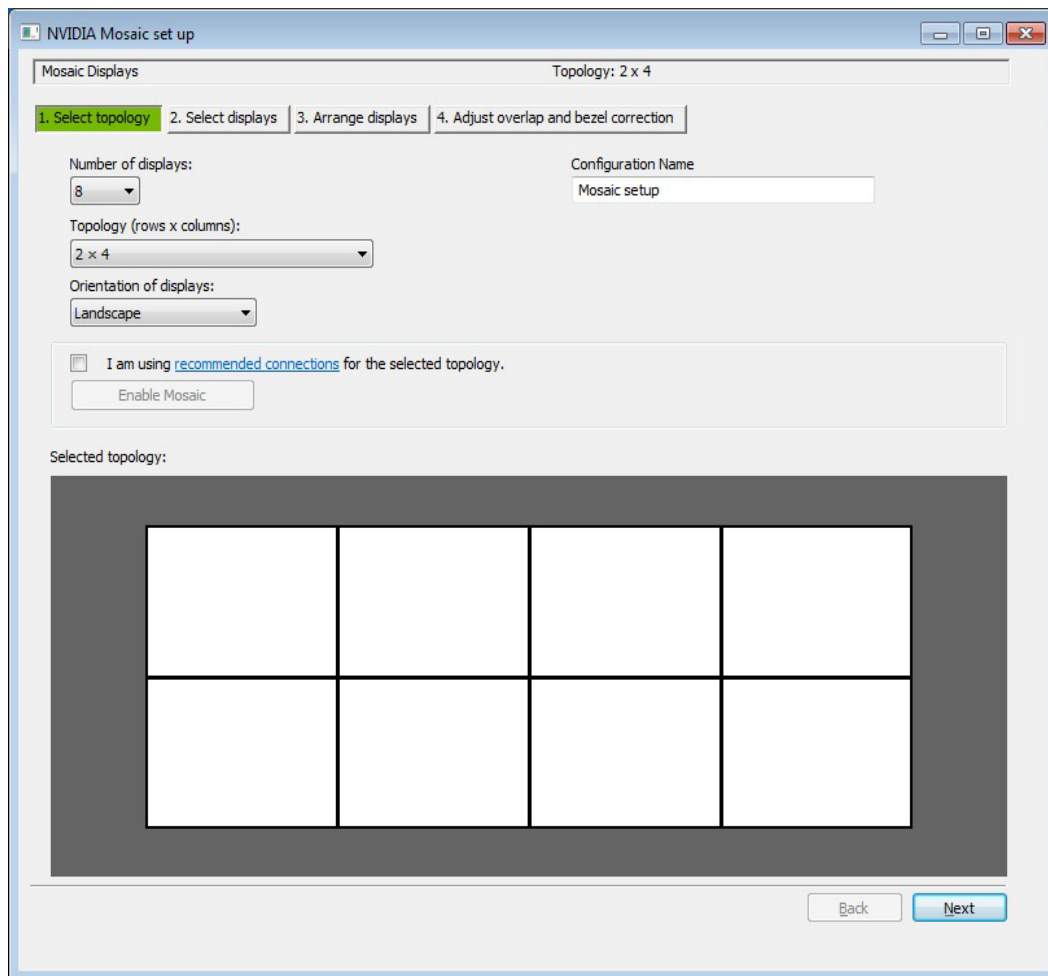 NVIDIA Mosaic set up
Mosaic Displays Topology: 2 x 4
1. Select topology 2. Select displays 3. Arrange displays 4. Adjust overlap and bezel correction
Number of displays: Configuration Name
8 Mosaic setup
Topology (rows x columns):
2 × 4
Orientation of displays:
Landscape
I am using recommended connections for the selected topology.
Enable Mosaic
Selected topology:
Back Next